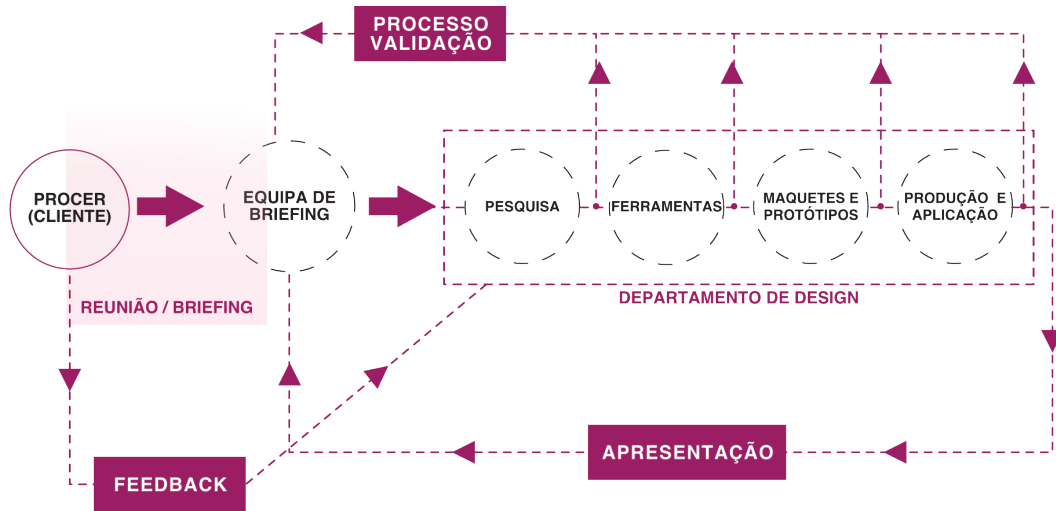 PROCESSO
VALIDAÇÃO
PROCER
(CLIENTE)
EQUIPA DE
BRIEFING
PESQUISA
FERRAMENTAS
MAQUETES E
PROTÓTIPOS
PRODUÇÃO E
APLICAÇÃO
REUNIÃO / BRIEFING
DEPARTAMENTO DE DESIGN
APRESENTAÇÃO
FEEDBACK